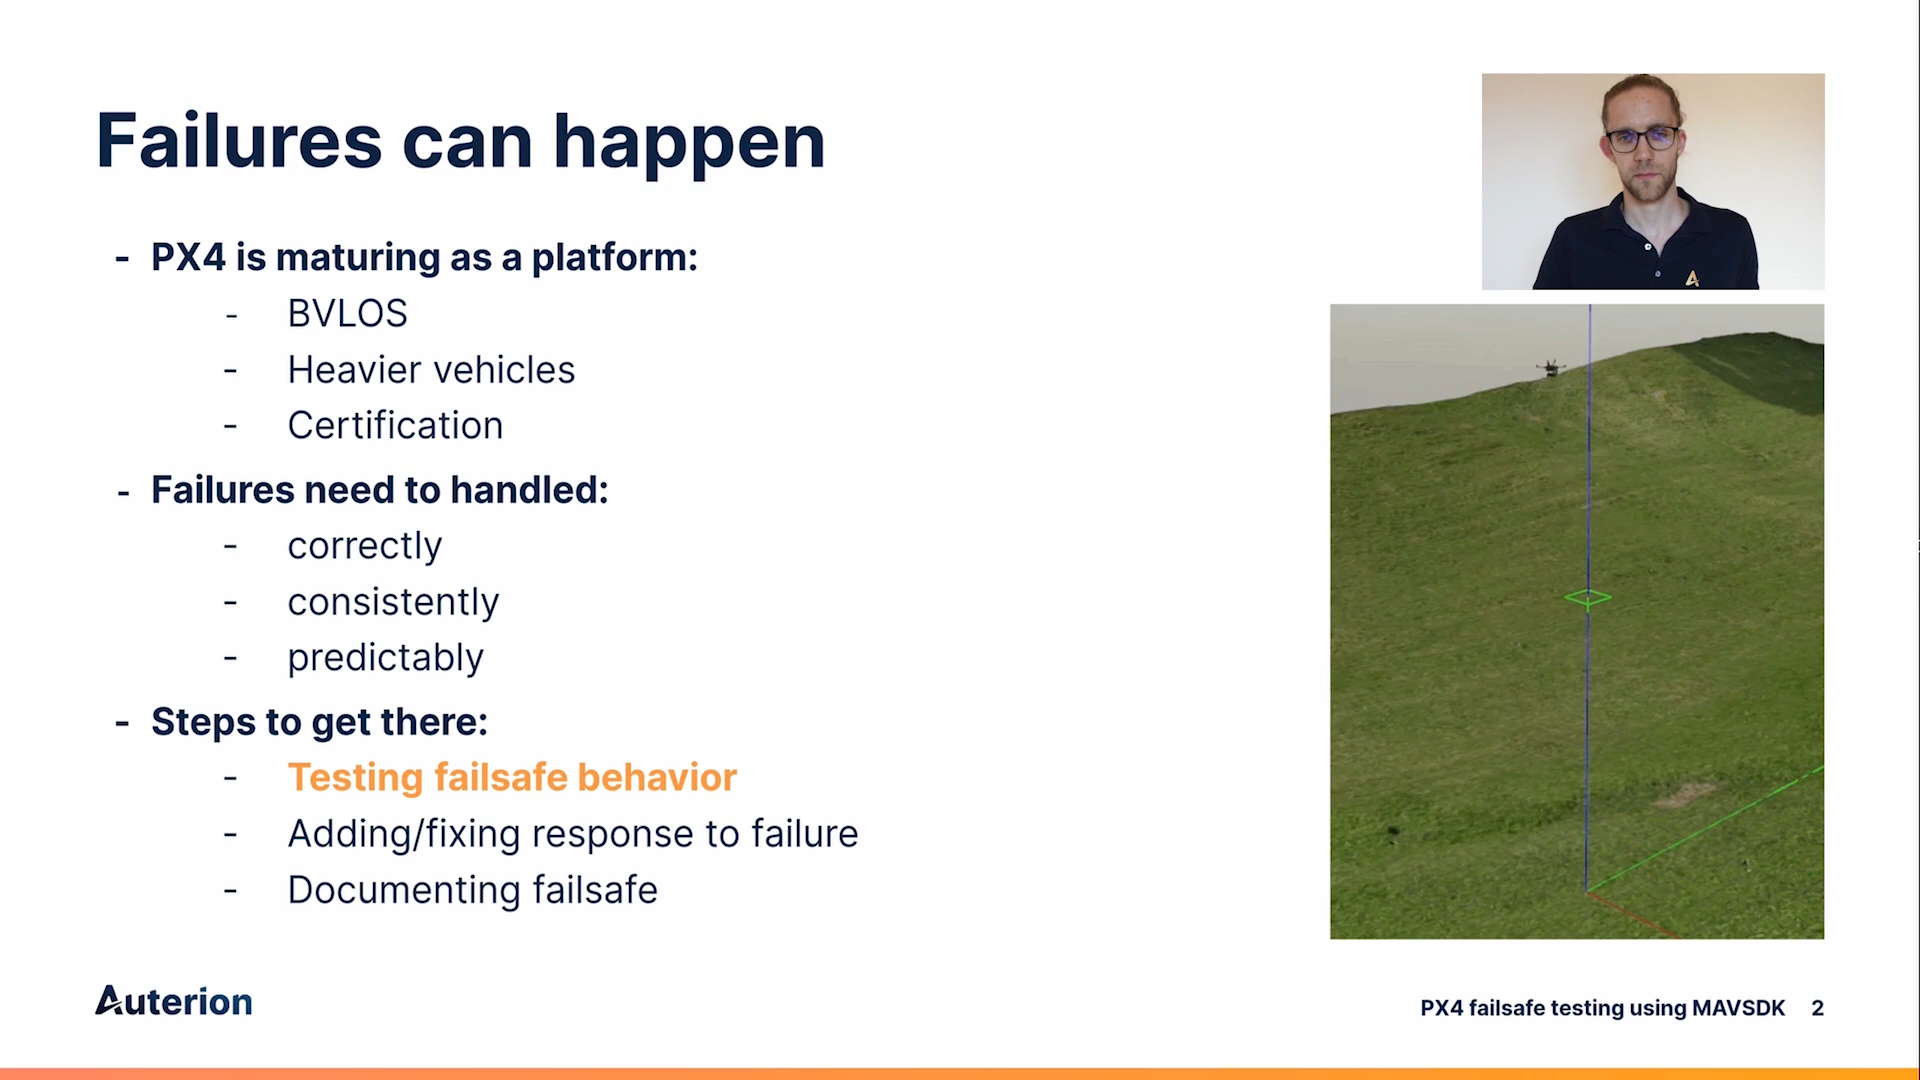 Failures can happen
- PX4 is maturing as a platform:
- BVLOS
- Heavier vehicles
- Certification
- Failures need to handled:
- correctly
- consistently
- predictably
- Steps to get there:
- Testing failsafe behavior
- Adding/fixing response to failure
- Documenting failsafe
Auterion
PX4 failsafe testing using MAVSDK 2